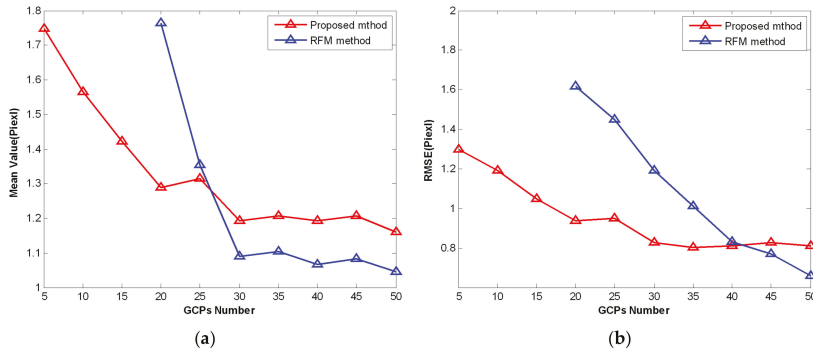 1.8
1.7
1.6
1.5
1.4
1.3
1.2
1.1
1
Mean Value(Piexl)
5 10 15 20 25 30 35 40 45 50
GCPs Number
Proposed mthod
RFM method
(a)
2
1.8
1.6
1.4
1.2
1
0.8
RMSE(Piexl)
5 10 15 20 25 30 35 40 45 50
GCPs Number
Proposed mthod
RFM method
(b)